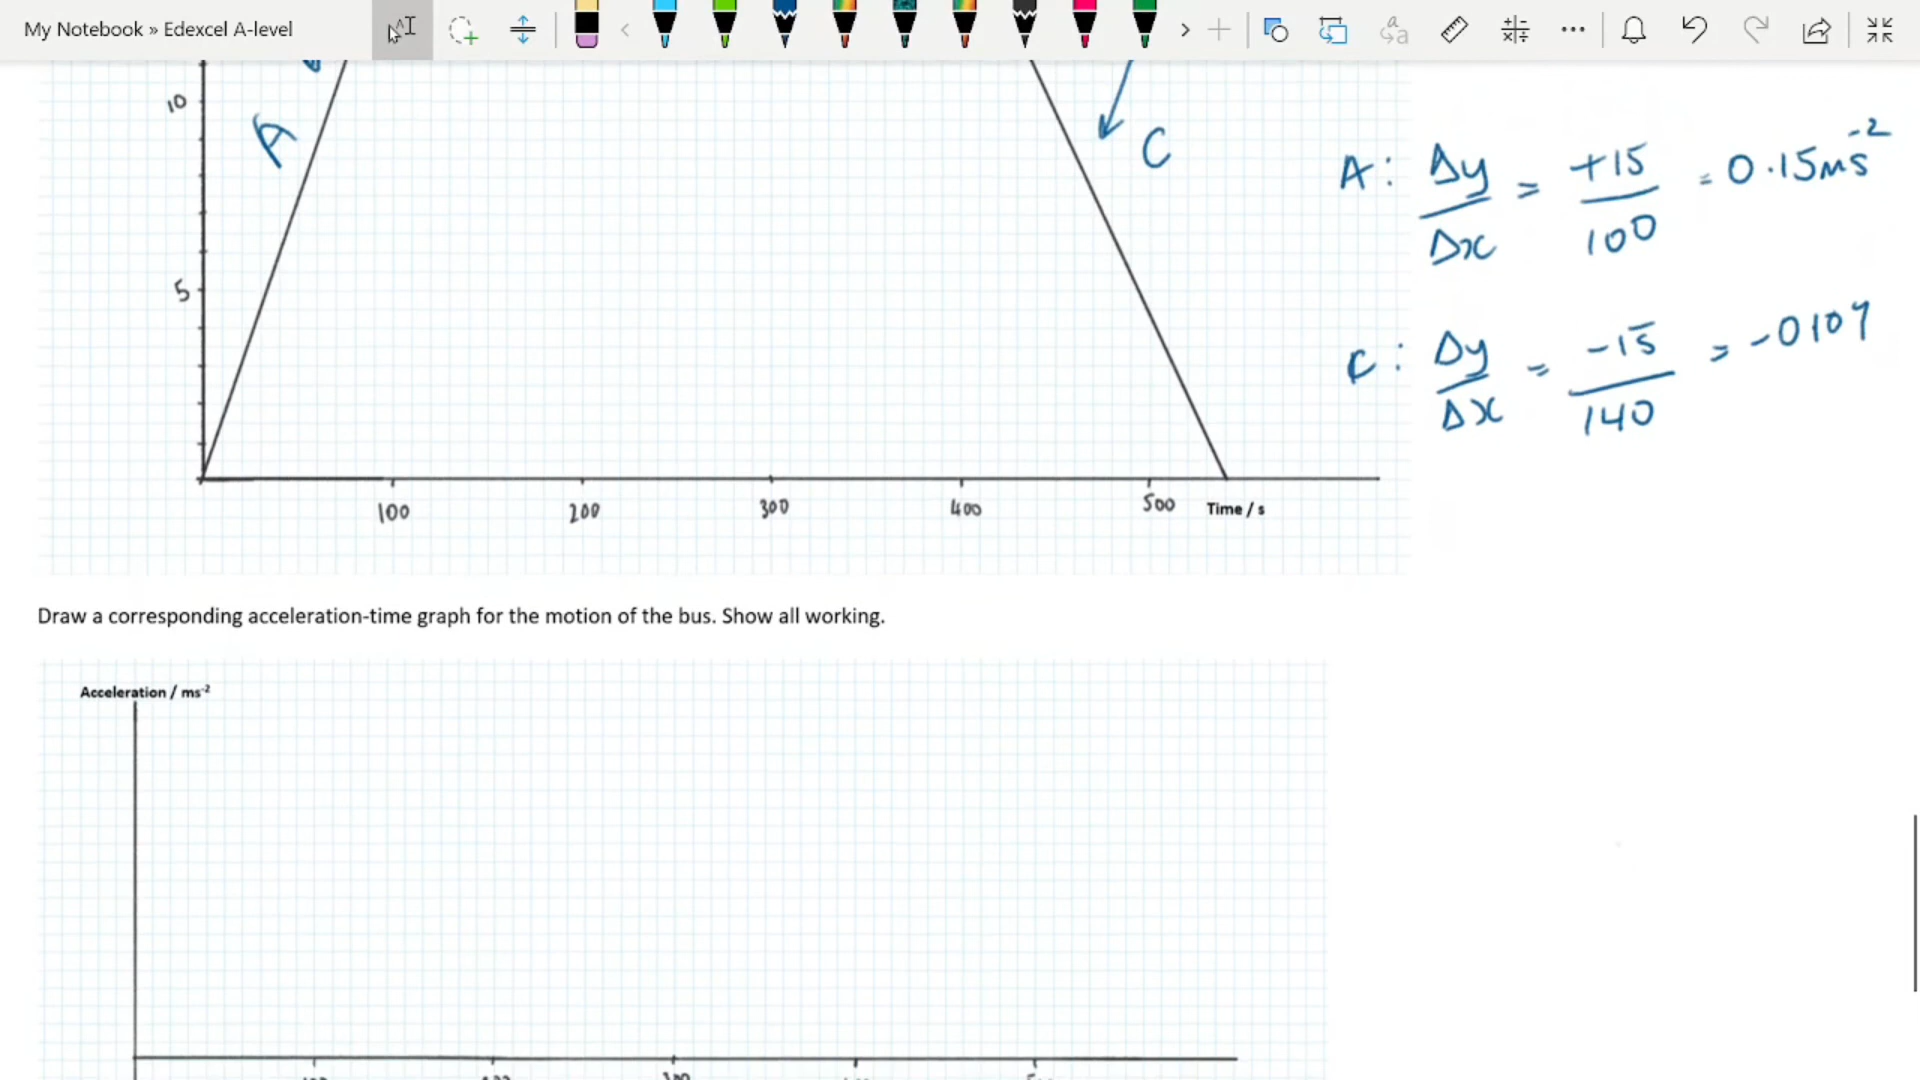 My Notebook » Edexcel A-level
10
A
C
5
100 200 300 400 500 Time / s
A: Δy/Δx = +15/100 = 0.15ms⁻²
C: Δy/Δx = -15/140 = -0107
Draw a corresponding acceleration-time graph for the motion of the bus. Show all working.
Acceleration / ms⁻²